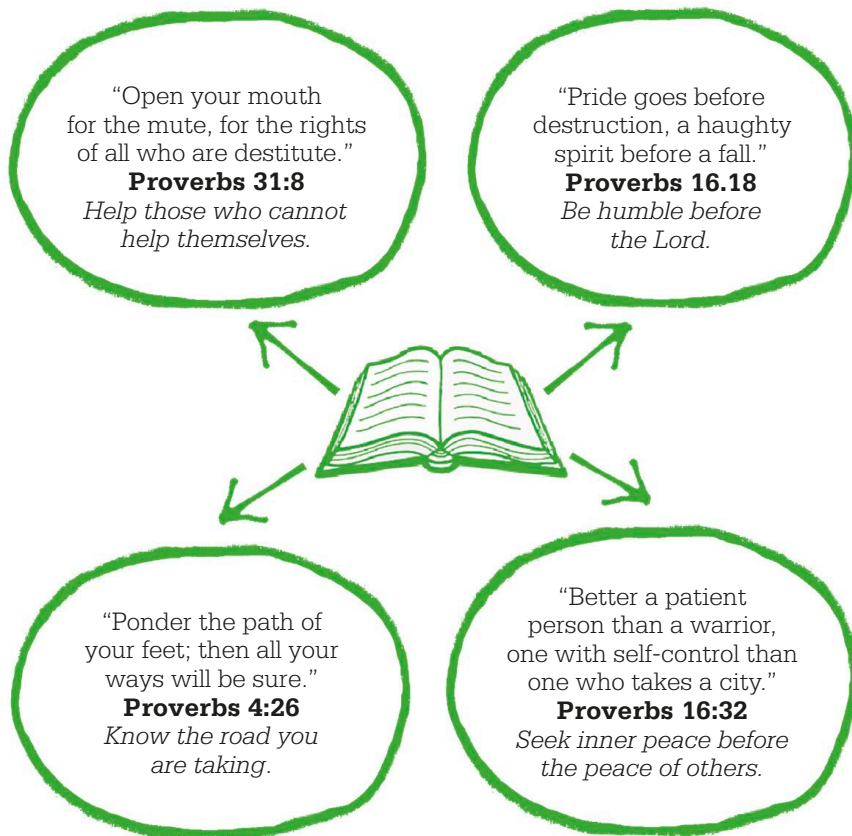 “Open your mouth
for the mute, for the rights
of all who are destitute.”
Proverbs 31:8
Help those who cannot
help themselves.
“Pride goes before
destruction, a haughty
spirit before a fall.”
Proverbs 16.18
Be humble before
the Lord.
“Ponder the path of
your feet; then all your
ways will be sure.”
Proverbs 4:26
Know the road you
are taking.
“Better a patient
person than a warrior,
one with self-control than
one who takes a city.”
Proverbs 16:32
Seek inner peace before
the peace of others.